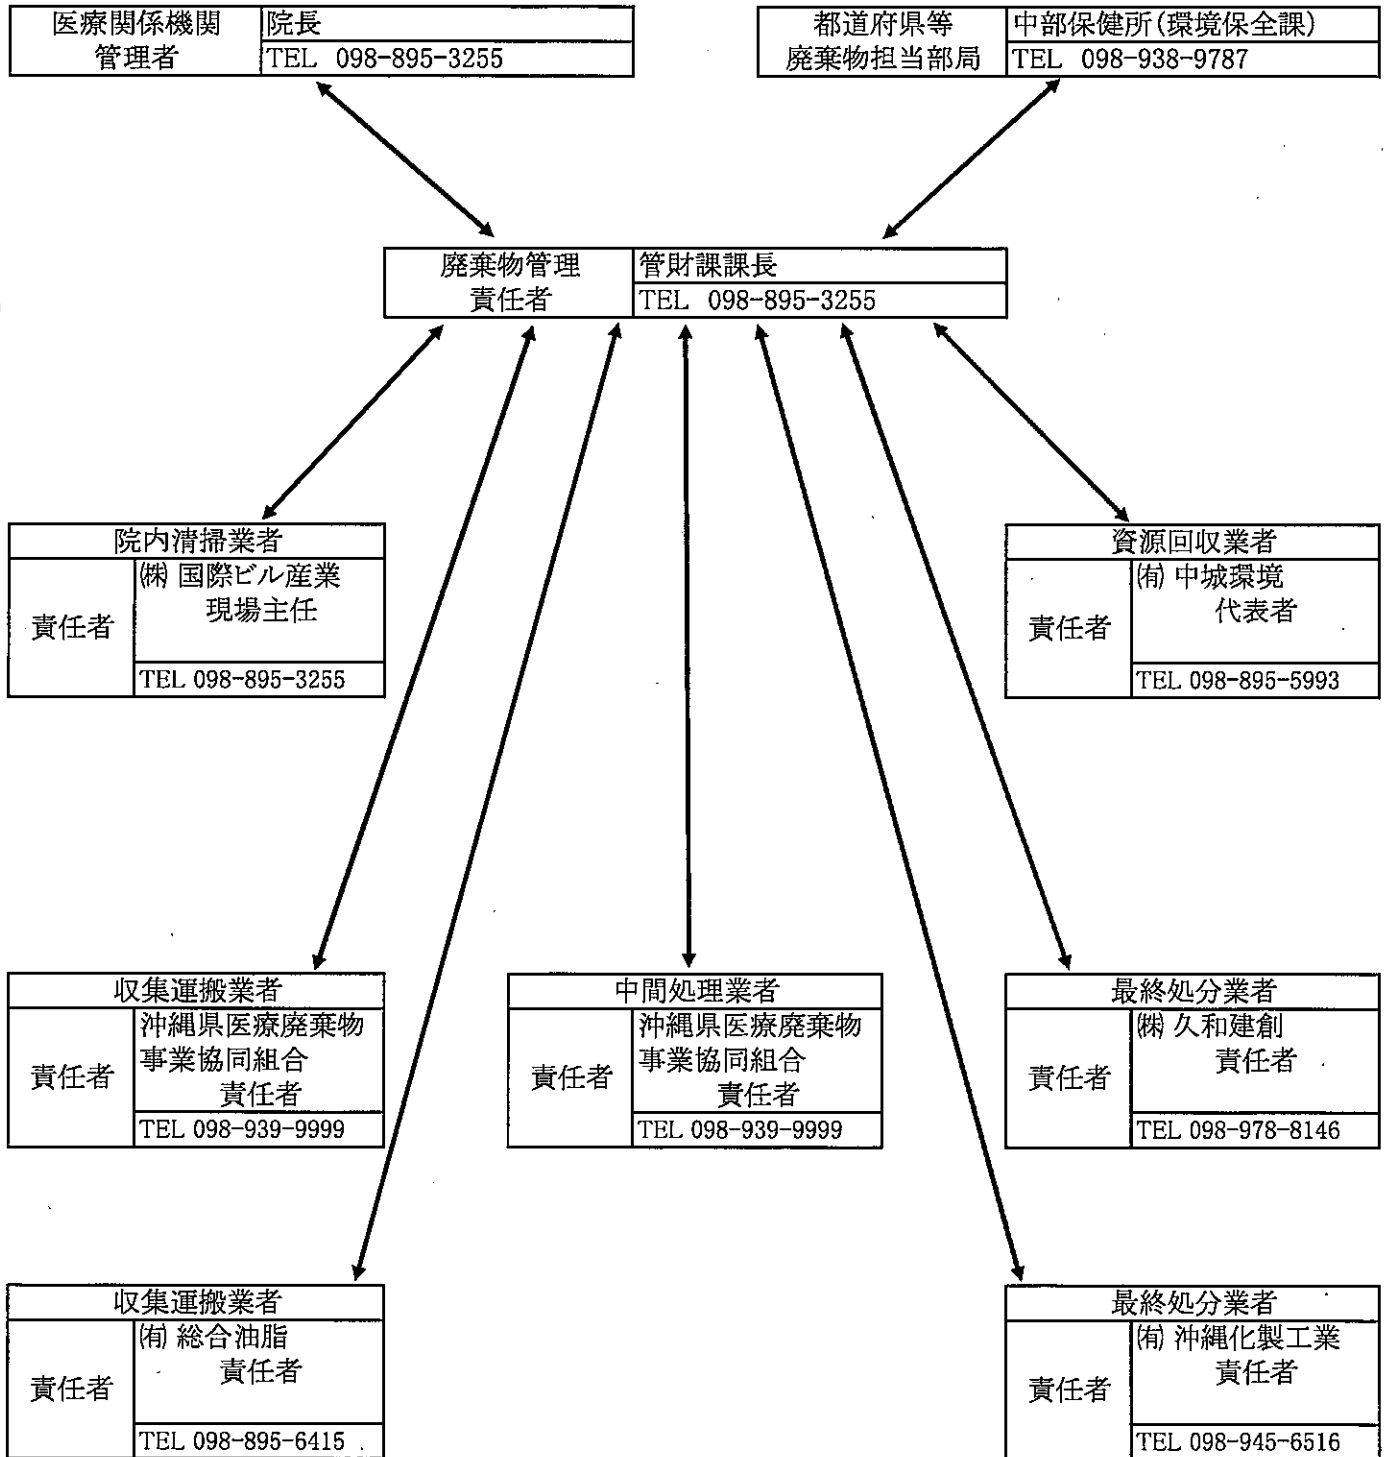 医療関係機関
管理者
院長
TEL 098-895-3255
都道府県等
廃棄物担当部局
中部保健所(環境保全課)
TEL 098-938-9787
廃棄物管理
責任者
管財課課長
TEL 098-895-3255
院内清掃業者
責任者
㈱ 国際ビル産業
現場主任
TEL 098-895-3255
資源回収業者
責任者
㈲ 中城環境
代表者
TEL 098-895-5993
収集運搬業者
責任者
沖縄県医療廃棄物
事業協同組合
責任者
TEL 098-939-9999
中間処理業者
責任者
沖縄県医療廃棄物
事業協同組合
責任者
TEL 098-939-9999
最終処分業者
責任者
㈱ 久和建創
責任者
TEL 098-978-8146
収集運搬業者
責任者
㈲ 総合油脂
責任者
TEL 098-895-6415
最終処分業者
責任者
㈲ 沖縄化製工業
責任者
TEL 098-945-6516